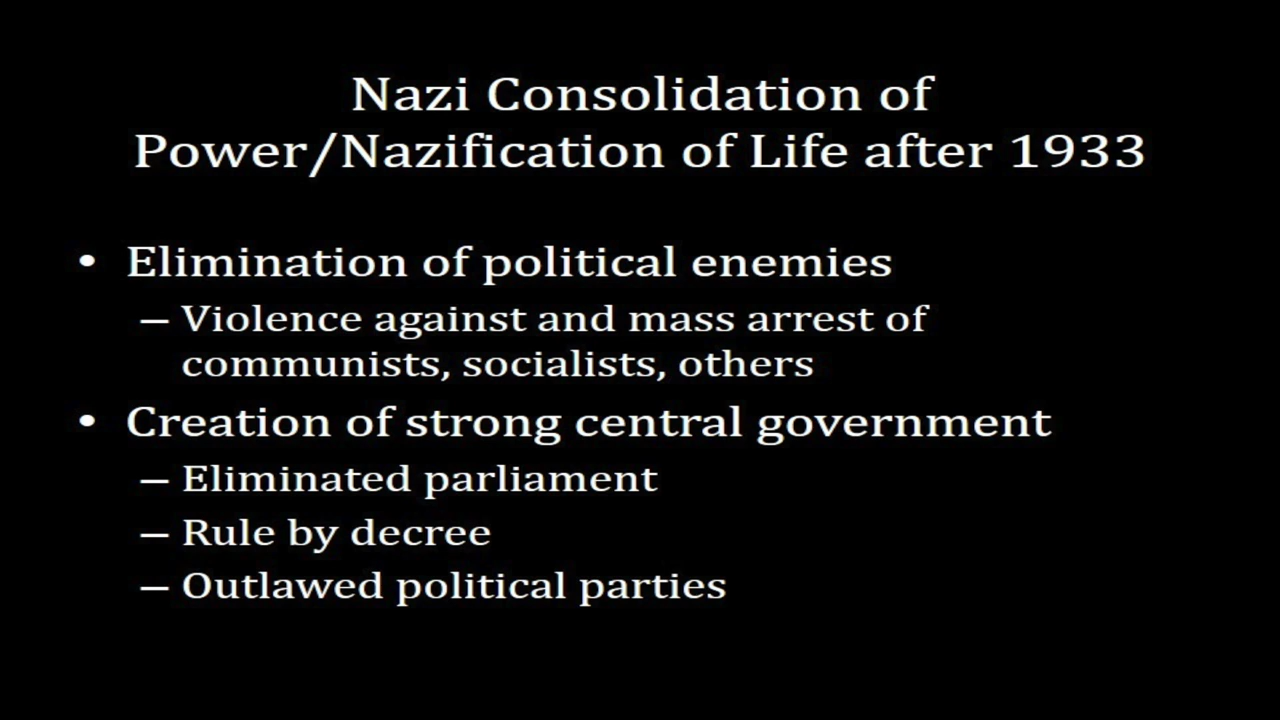 Nazi Consolidation of
Power/Nazification of Life after 1933
• Elimination of political enemies
– Violence against and mass arrest of
communists, socialists, others
• Creation of strong central government
– Eliminated parliament
– Rule by decree
– Outlawed political parties